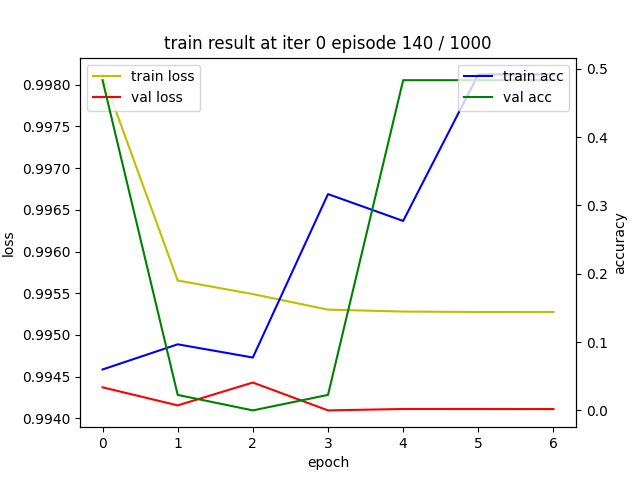 train result at iter 0 episode 140 / 1000
train loss
val loss
train acc
val acc
0.9980
0.9975
0.9970
0.9965
0.9960
0.9955
0.9950
0.9945
0.9940
loss
0.5
0.4
0.3
0.2
0.1
0.0
accuracy
0 1 2 3 4 5 6
epoch